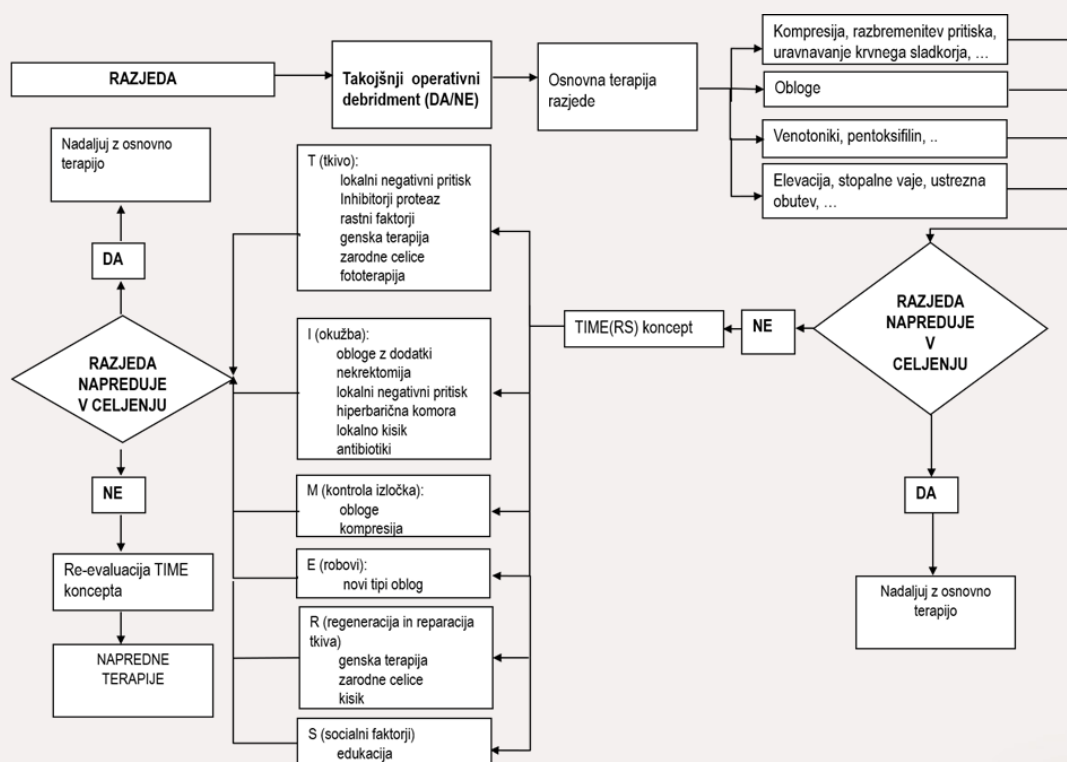 RAZJEDA
Takojšnji operativni
debridment (DA/NE)
Osnovna terapija
razjede
Kompresija, razbremenitev pritiska,
uravnavanje krvnega sladkorja, …
Obloge
Venotoniki, pentoksifilin, ..
Elevacija, stopalne vaje, ustrezna
obutev, …
RAZJEDA
NAPREDUJE
V
CELJENJU
NE
DA
Nadaljuj z osnovno
terapijo
TIME(RS) koncept
T (tkivo):
lokalni negativni pritisk
Inhibitorji proteaz
rastni faktorji
genska terapija
zarodne celice
fototerapija
I (okužba):
obloge z dodatki
nekrektomija
lokalni negativni pritisk
hiperbarična komora
lokalno kisik
antibiotiki
M (kontrola izločka):
obloge
kompresija
E (robovi):
novi tipi oblog
R (regeneracija in reparacija
tkiva)
genska terapija
zarodne celice
kisik
S (socialni faktorji)
edukacija
RAZJEDA
NAPREDUJE
V CELJENJU
DA
Nadaljuj z osnovno
terapijo
NE
Re-evaluacija TIME
koncepta
NAPREDNE
TERAPIJE